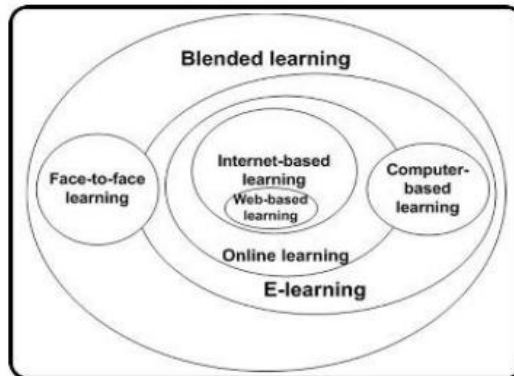 Blended learning
Face-to-face
learning
Internet-based
learning
Web-based
learning
Computer-
based
learning
Online learning
E-learning